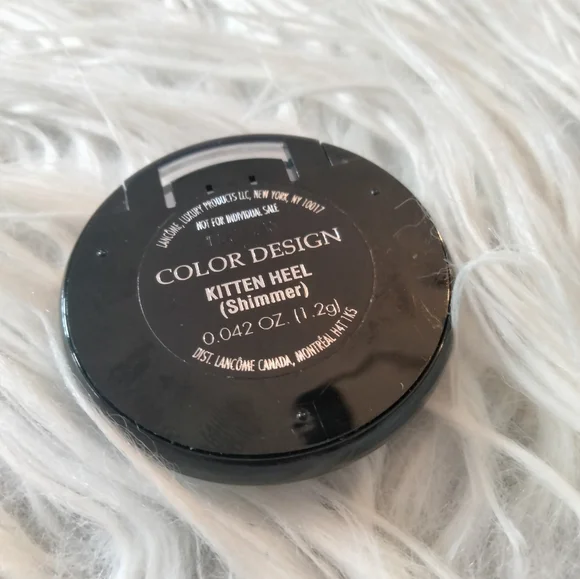 LANCÔME, LUXURY PRODUCTS LLC, NEW YORK, NY 10017
NOT FOR INDIVIDUAL SALE
COLOR DESIGN
KITTEN HEEL
(Shimmer)
0.042 OZ. (1.2g)
DIST. LANCÔME CANADA, MONTRÉAL H4T 1K5